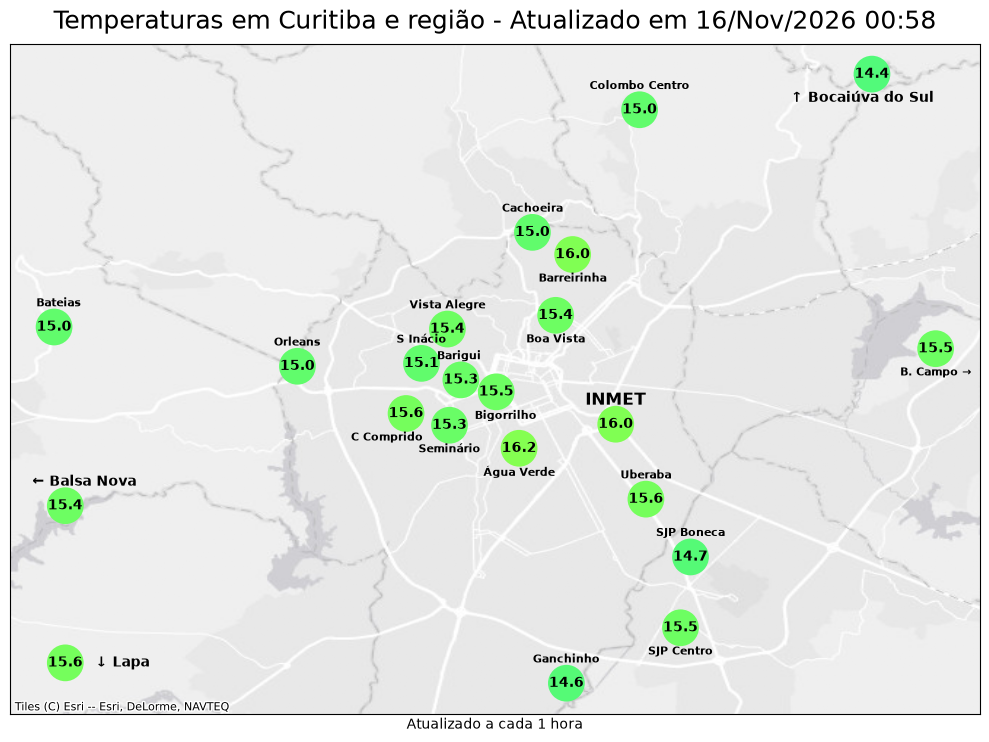 Temperaturas em Curitiba e região - Atualizado em 16/Nov/2026 00:58
14.4
↑ Bocaiúva do Sul
Colombo Centro
15.0
Cachoeira
15.0
16.0
Barreirinha
Bateias
15.0
Vista Alegre
15.4
15.4
Boa Vista
S Inácio
15.1
Orleans
15.0
Barigui
15.3
15.5
B. Campo →
15.5
Bigorrilho
INMET
16.0
15.6
C Comprido
15.3
Seminário
16.2
Água Verde
← Balsa Nova
15.4
Uberaba
15.6
SJP Boneca
14.7
15.5
SJP Centro
15.6
↓ Lapa
Ganchinho
14.6
Tiles (C) Esri -- Esri, DeLorme, NAVTEQ
Atualizado a cada 1 hora